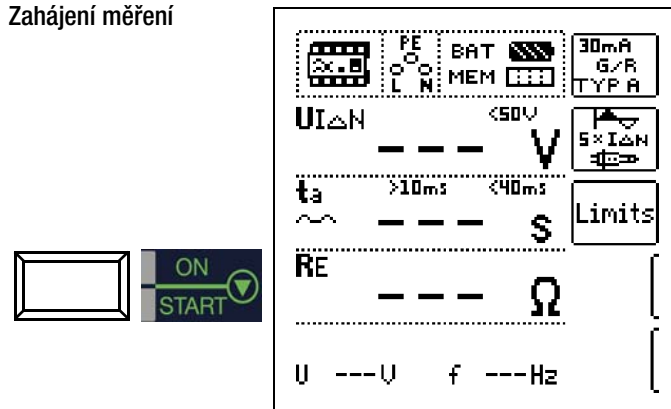 Zahájení měření
PE
L N
BAT
MEM
30mA
G/R
TYP A
UI△N <50V
--- V
5×I△N
ta >10ms <40ms
--- s
Limits
RE
--- Ω
ON
START
U ---V f ---Hz